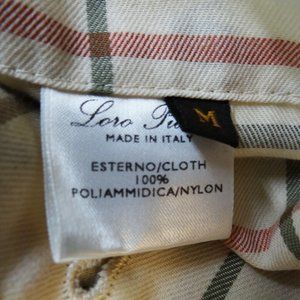 Loro
M
MADE IN ITALY
ESTERNO/CLOTH
100%
POLIAMMIDICA/NYLON